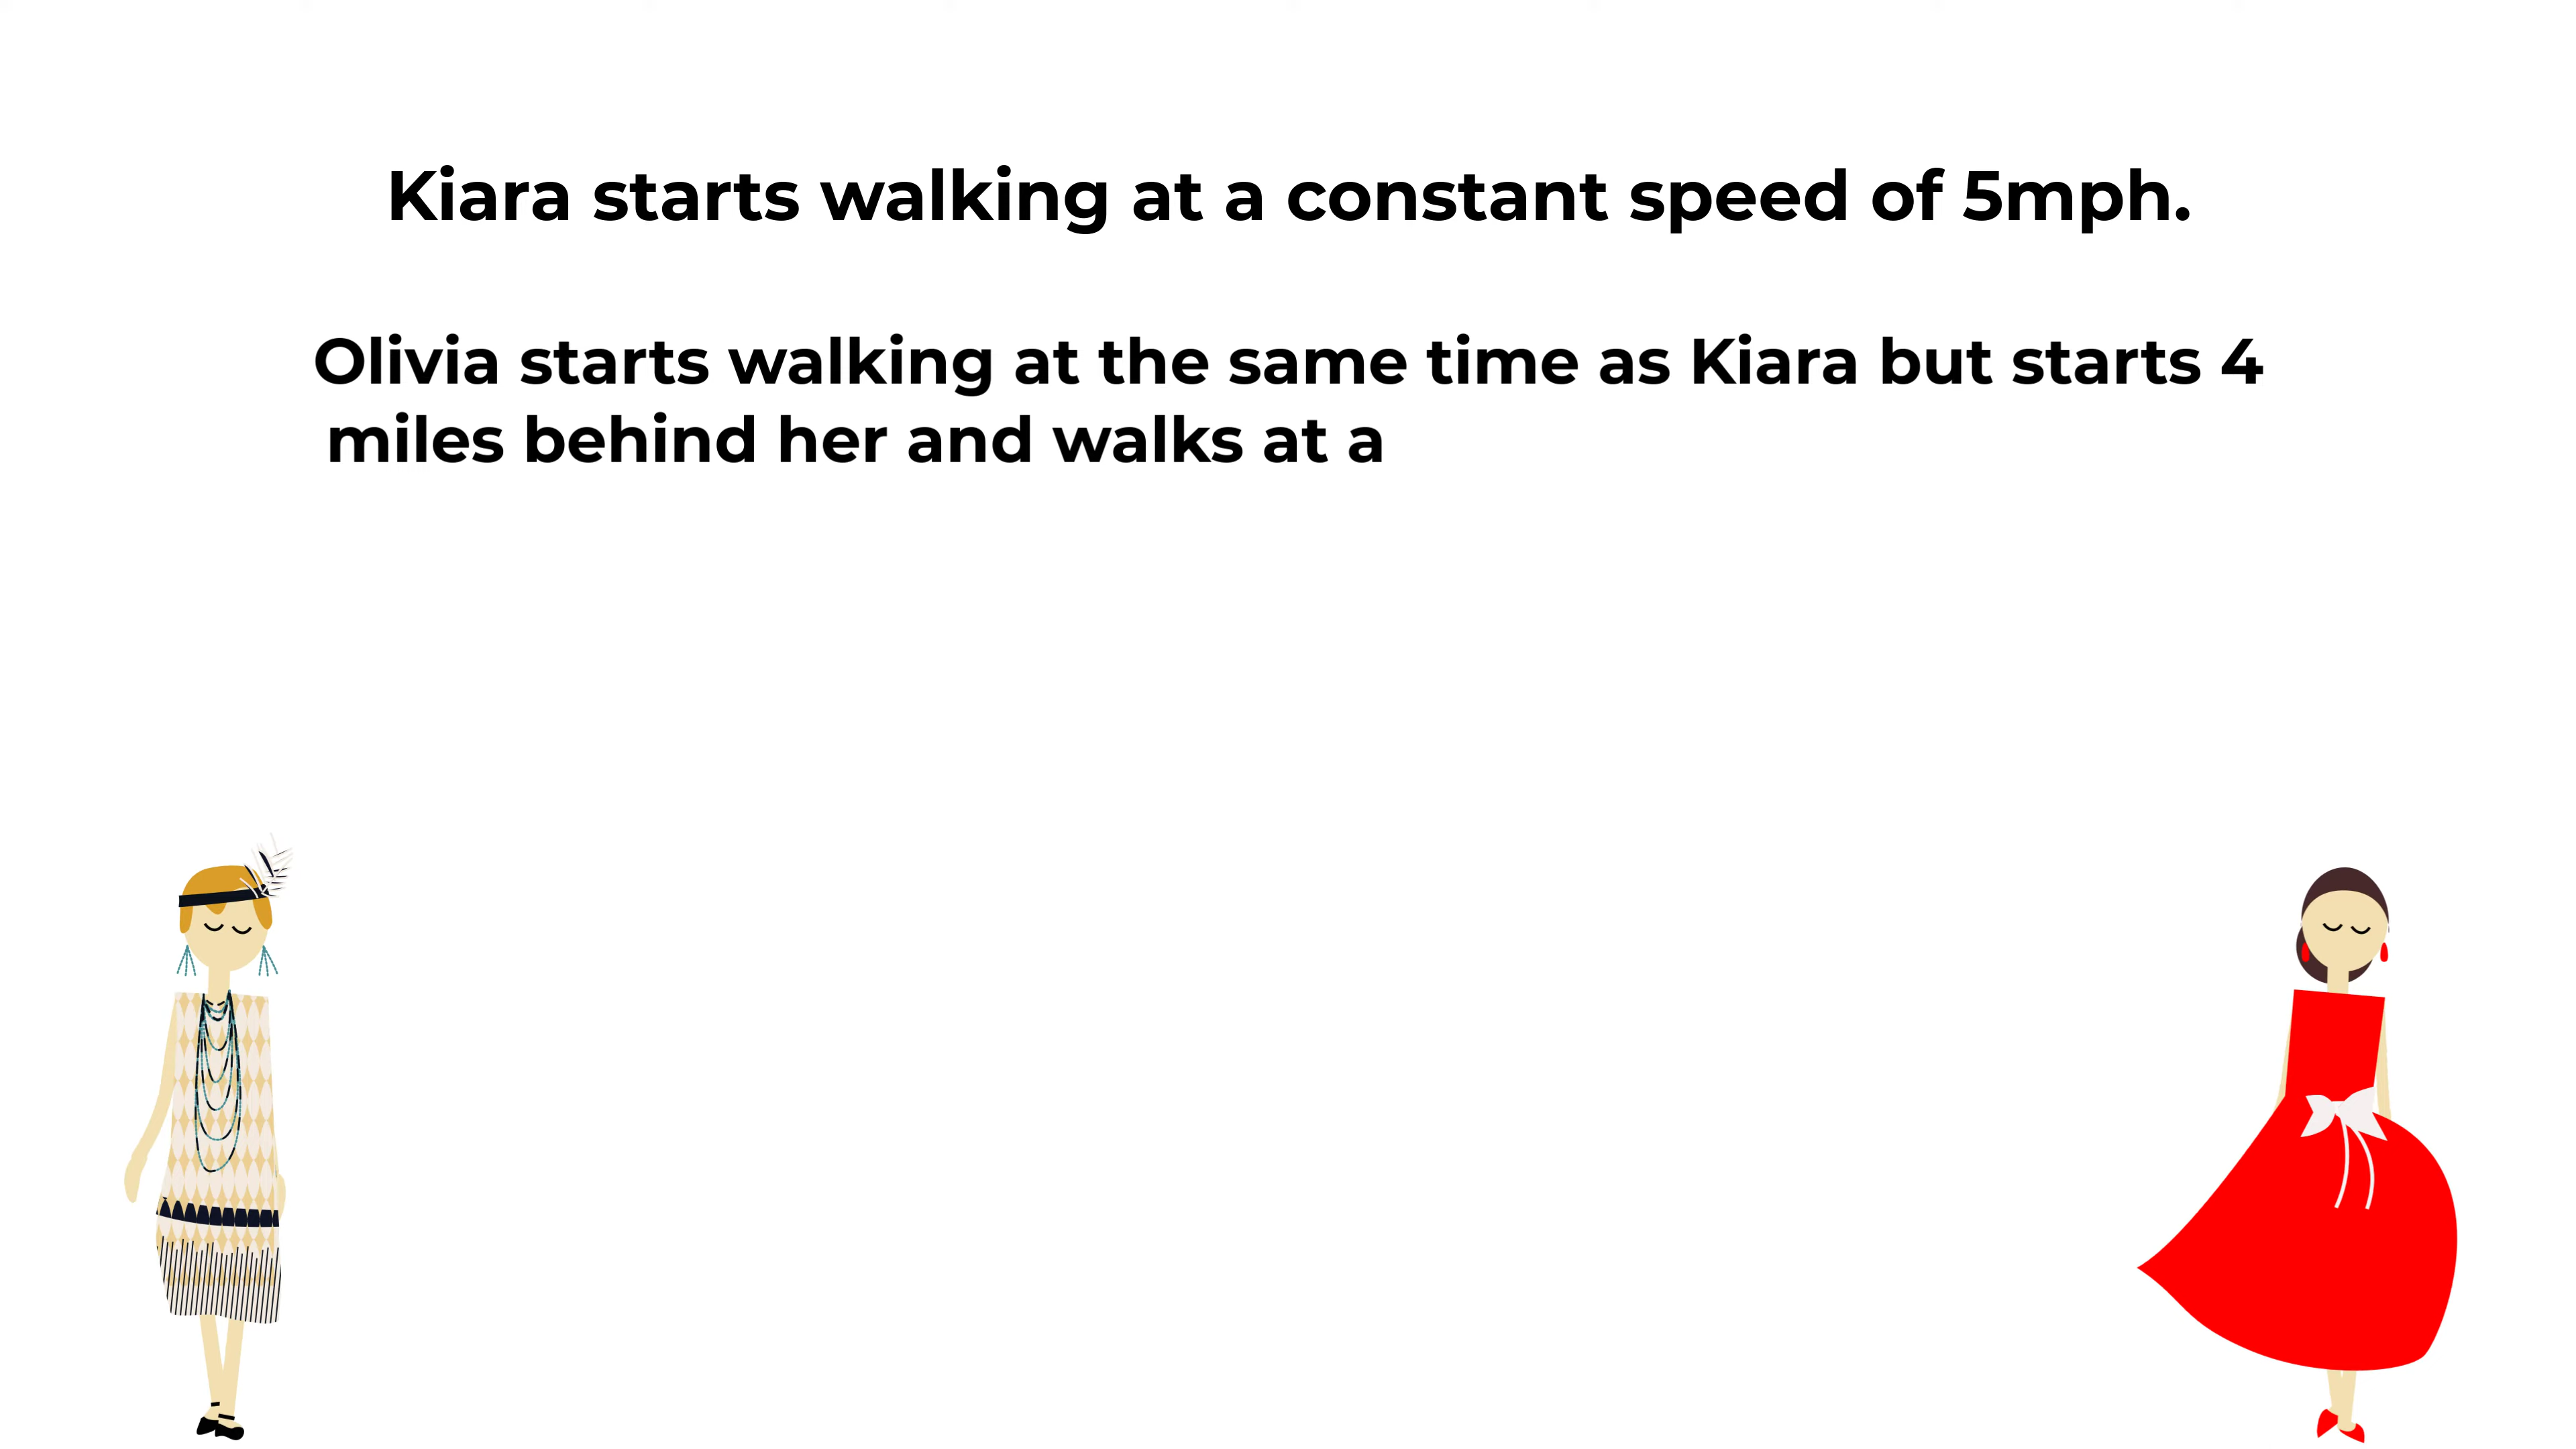 Kiara starts walking at a constant speed of 5mph.
Olivia starts walking at the same time as Kiara but starts 4
miles behind her and walks at a